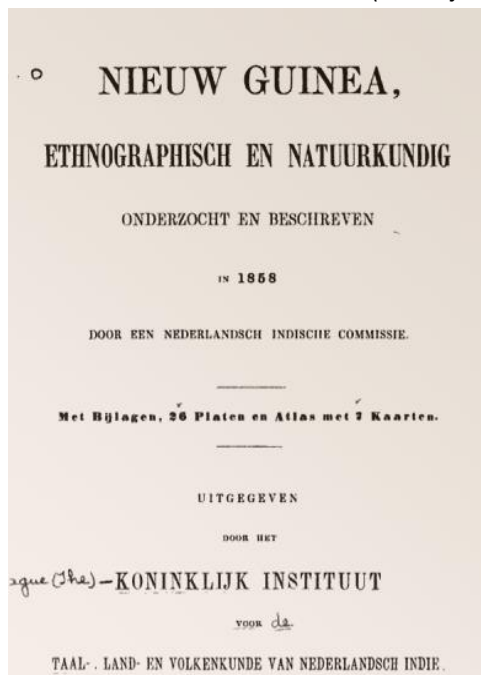 NIEUW GUINEA,
ETHNOGRAPHISCH EN NATUURKUNDIG
ONDERZOCHT EN BESCHREVEN
IN 1858
DOOR EEN NEDERLANDSCH INDISCHE COMMISSIE.
Met Bijlagen, 26 Platen en Atlas met 7 Kaarten.
UITGEGEVEN
DOOR HET
(The) - KONINKLIJK INSTITUUT
VOOR de
TAAL-. LAND- EN VOLKENKUNDE VAN NEDERLANDSCH INDIE.